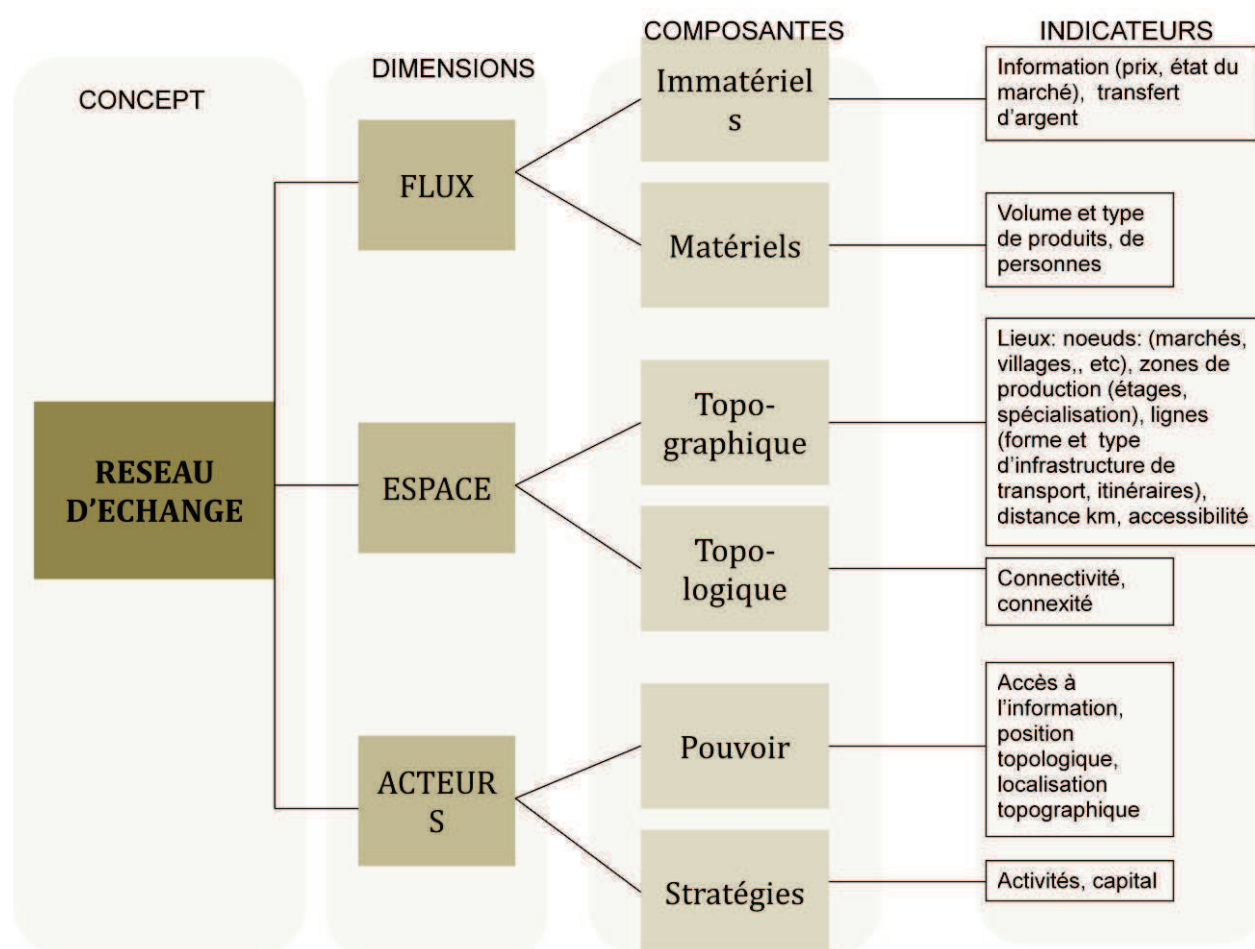 CONCEPT
DIMENSIONS
COMPOSANTES
INDICATEURS
RESEAU
D’ECHANGE
FLUX
ESPACE
ACTEUR
S
Immatériel
s
Matériels
Topo-
graphique
Topo-
logique
Pouvoir
Stratégies
Information (prix, état du
marché), transfert
d’argent
Volume et type
de produits, de
personnes
Lieux: noeuds: (marchés,
villages,, etc), zones de
production (étages,
spécialisation), lignes
(forme et type
d’infrastructure de
transport, itinéraires),
distance km, accessibilité
Connectivité,
connexité
Accès à
l’information,
position
topologique,
localisation
topographique
Activités, capital